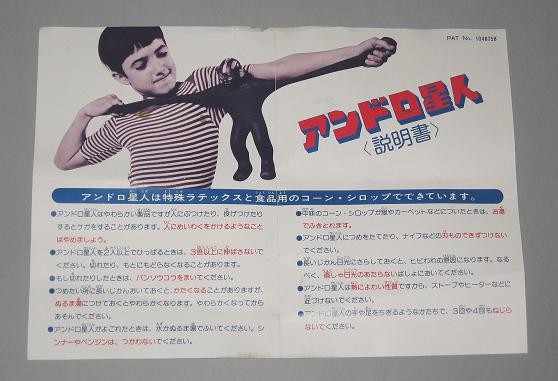 PAT No. 1048758
アンドロ星人
〈説明書〉
アンドロ星人は特殊ラテックスと食品用のコーン・シロップでできています。
●アンドロ星人はやわらかい製品ですが人にぶつけたり、投げつけたり
するとケガをすることがあります。人にめいわくをかけるようなこと
はやめましょう。
●アンドロ星人を2人以上でひっぱるときは、3倍以上に伸ばさないで
ください。切れたり、もとにもどらなくなることがあります。
●もし切れたりしたときは、バンソウコウをまいてください。
●つめたい所に長いじかんおいておくと、かたくなることがありますが、
ぬるま湯につけておくとやわらかくなります。やわらかくなってから
あそんでください。
●アンドロ星人がよごれたときは、水かぬるま湯でふいてください。シ
ンナーやベンジンは、つかわないでください。
●中味のコーン・シロップが服やカーペットなどについたときは、お湯
でふきとれます。
●アンドロ星人につめをたてたり、ナイフなどの刃ものできずつけない
でください。
●長いじかん日光にさらしておくと、ヒビわれの原因になります。なる
べく、直しゃ日光のあたらないばしょにおいてください。
●アンドロ星人は熱によわい性質ですから、ストーブやヒーターなどに
近づけないでください。
●アンドロ星人の手や足をちぎるようなかたちで、3回や4回もねじら
ないでください。